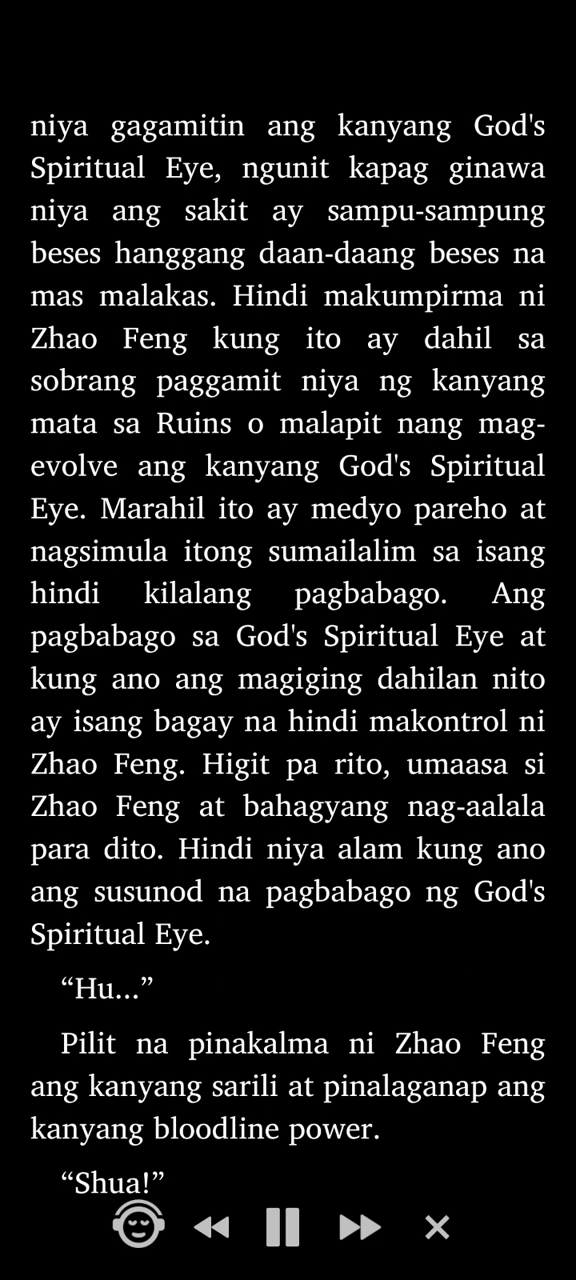 niya gagamitin ang kanyang God's
Spiritual Eye, ngunit kapag ginawa
niya ang sakit ay sampu-sampung
beses hanggang daan-daang beses na
mas malakas. Hindi makumpirma ni
Zhao Feng kung ito ay dahil sa
sobrang paggamit niya ng kanyang
mata sa Ruins o malapit nang mag-
evolve ang kanyang God's Spiritual
Eye. Marahil ito ay medyo pareho at
nagsimula itong sumailalim sa isang
hindi kilalang pagbabago. Ang
pagbabago sa God's Spiritual Eye at
kung ano ang magiging dahilan nito
ay isang bagay na hindi makontrol ni
Zhao Feng. Higit pa rito, umaasa si
Zhao Feng at bahagyang nag-aalala
para dito. Hindi niya alam kung ano
ang susunod na pagbabago ng God's
Spiritual Eye.
“Hu...”
Pilit na pinakalma ni Zhao Feng
ang kanyang sarili at pinalaganap ang
kanyang bloodline power.
“Shua!”